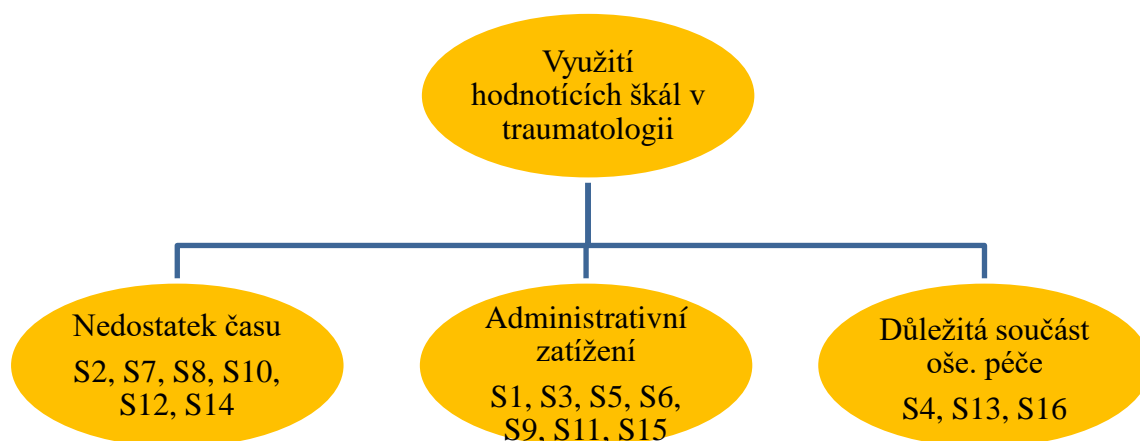 Využití
hodnotících škál v
traumatologii
Nedostatek času
S2, S7, S8, S10,
S12, S14
Administrativní
zatížení
S1, S3, S5, S6,
S9, S11, S15
Důležitá součást
oše. péče
S4, S13, S16